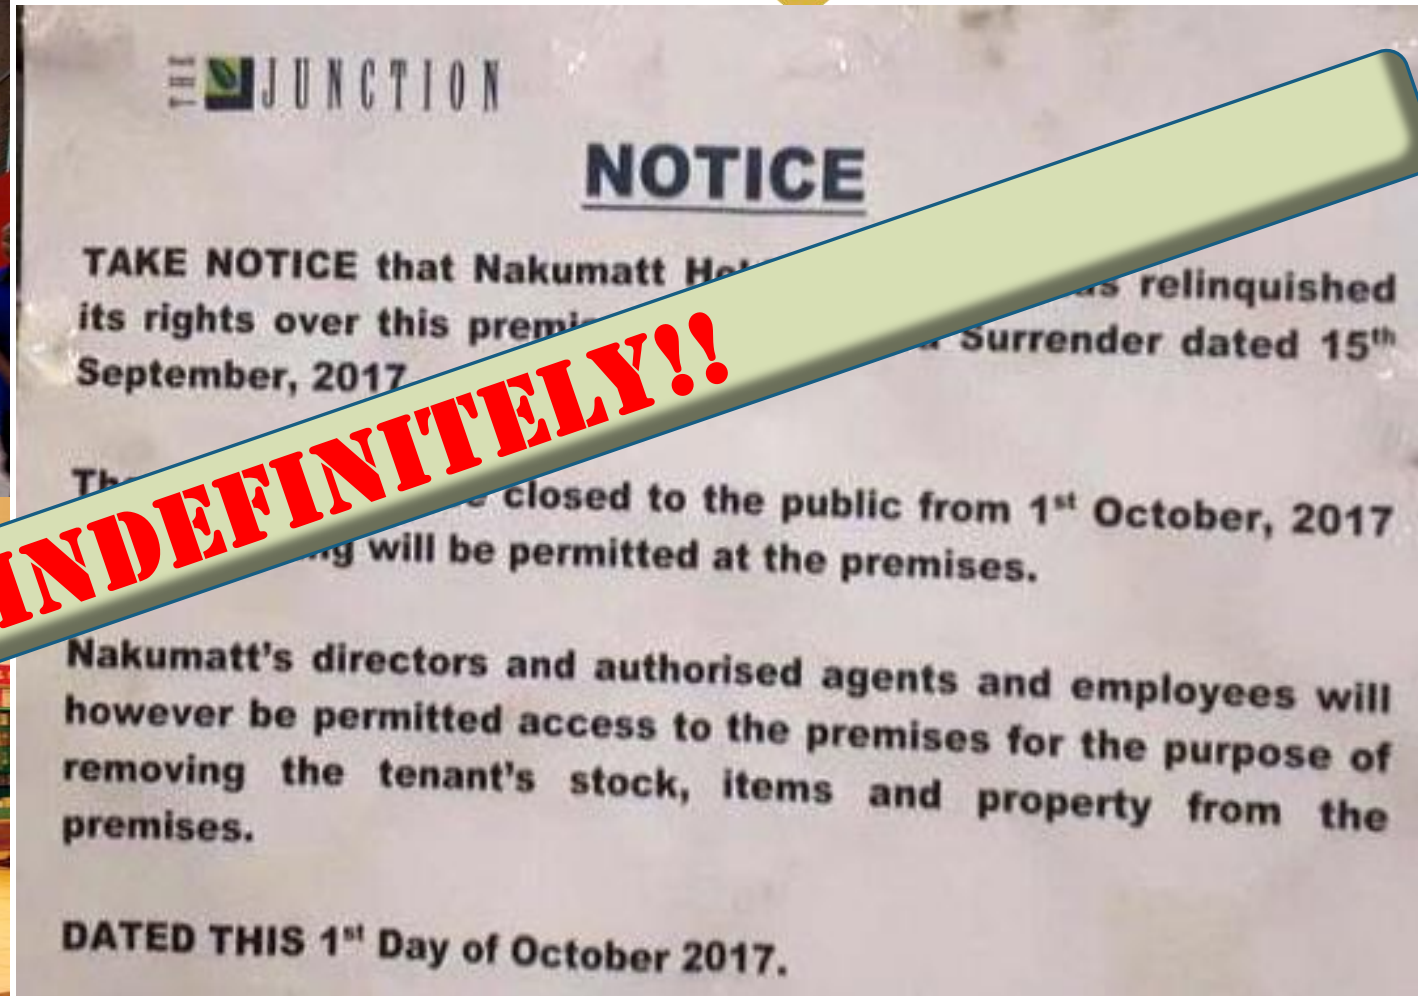 THE JUNCTION
NOTICE
TAKE NOTICE that Nakumatt relinquished
its rights over this Surrender dated 15th
September, 2017
INDEFINITELY!!
closed to the public from 1st October, 2017
will be permitted at the premises.
Nakumatt's directors and authorised agents and employees will
however be permitted access to the premises for the purpose of
removing the tenant's stock, items and property from the
premises.
DATED THIS 1st Day of October 2017.